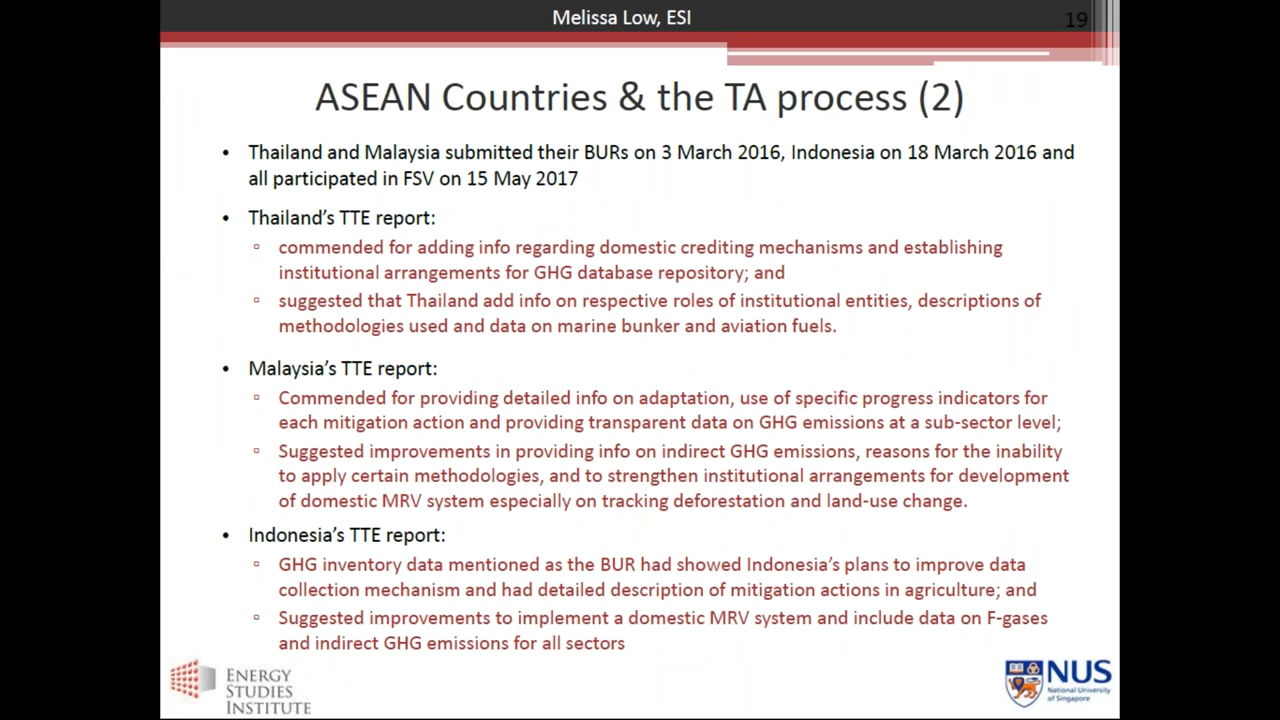 Melissa Low, ESI
19
ASEAN Countries & the TA process (2)
• Thailand and Malaysia submitted their BURs on 3 March 2016, Indonesia on 18 March 2016 and
all participated in FSV on 15 May 2017
• Thailand's TTE report:
▫ commended for adding info regarding domestic crediting mechanisms and establishing
institutional arrangements for GHG database repository; and
▫ suggested that Thailand add info on respective roles of institutional entities, descriptions of
methodologies used and data on marine bunker and aviation fuels.
• Malaysia's TTE report:
▫ Commended for providing detailed info on adaptation, use of specific progress indicators for
each mitigation action and providing transparent data on GHG emissions at a sub-sector level;
▫ Suggested improvements in providing info on indirect GHG emissions, reasons for the inability
to apply certain methodologies, and to strengthen institutional arrangements for development
of domestic MRV system especially on tracking deforestation and land-use change.
• Indonesia's TTE report:
▫ GHG inventory data mentioned as the BUR had showed Indonesia's plans to improve data
collection mechanism and had detailed description of mitigation actions in agriculture; and
▫ Suggested improvements to implement a domestic MRV system and include data on F-gases
and indirect GHG emissions for all sectors
ENERGY
STUDIES
INSTITUTE
NUS
National University
of Singapore